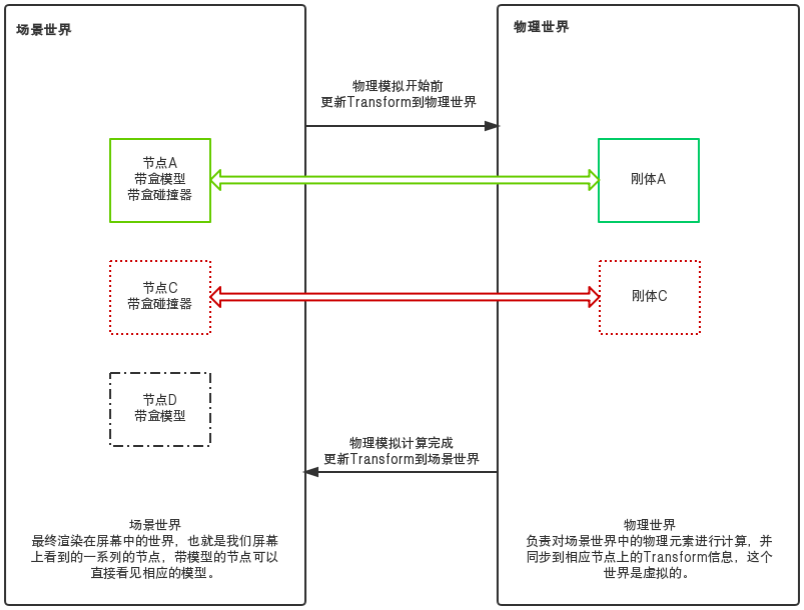 场景世界
物理世界
物理模拟开始前
更新Transform到物理世界
节点A
带盒模型
带盒碰撞器
刚体A
节点C
带盒碰撞器
刚体C
节点D
带盒模型
物理模拟计算完成
更新Transform到场景世界
场景世界
最终渲染在屏幕中的世界，也就是我们屏幕
上看到的一系列的节点，带模型的节点可以
直接看见相应的模型。
物理世界
负责对场景世界中的物理元素进行计算，并
同步到相应节点上的Transform信息，这个
世界是虚拟的。